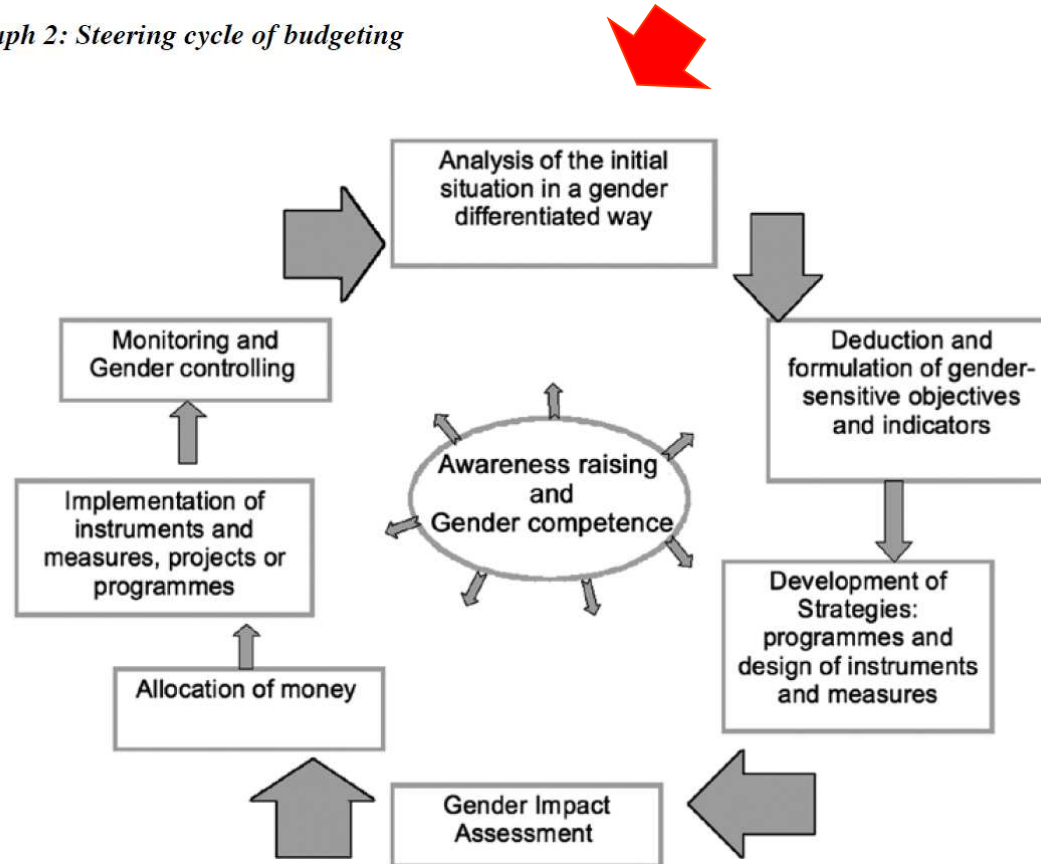 aph 2: Steering cycle of budgeting
Analysis of the initial
situation in a gender
differentiated way
Deduction and
formulation of gender-
sensitive objectives
and indicators
Development of
Strategies:
programmes and
design of instruments
and measures
Gender Impact
Assessment
Allocation of money
Implementation of
instruments and
measures, projects or
programmes
Monitoring and
Gender controlling
Awareness raising
and
Gender competence